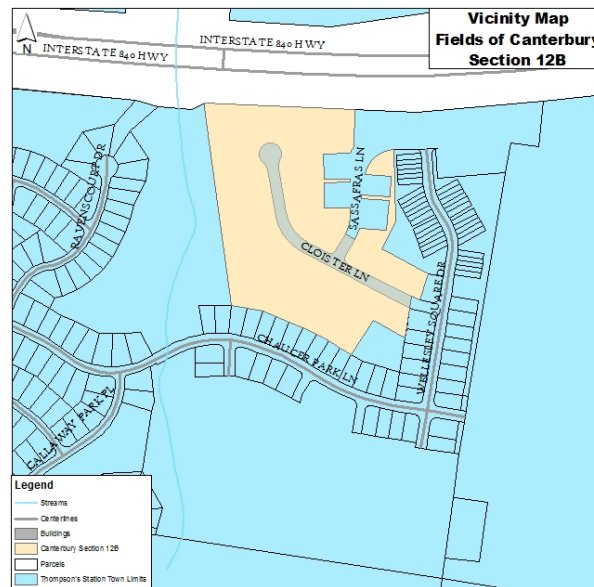 Vicinity Map
Fields of Canterbury
Section 12B
N
INTERSTATE 840 HWY
INTERSTATE 840 HWY
RAVENSCOURT DR
SASSAFRAS LN
CLOISTER LN
WELLESLEY SQUARE DR
CHAUCER PARK LN
CALLAWAY PARK PL
Legend
Streams
Centerlines
Buildings
Canterbury Section 12B
Parcels
Thompson's Station Town Limits